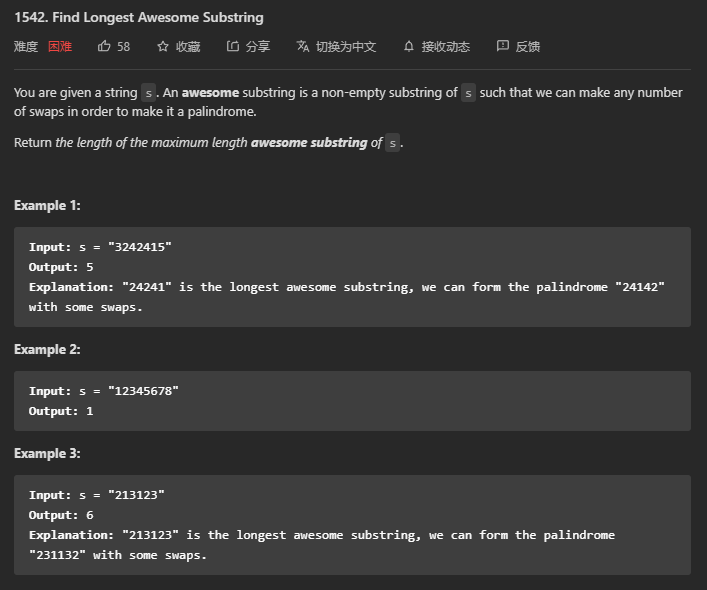 1542. Find Longest Awesome Substring
难度 困难 58 收藏 分享 切换为中文 接收动态 反馈
You are given a string s. An awesome substring is a non-empty substring of s such that we can make any number
of swaps in order to make it a palindrome.
Return the length of the maximum length awesome substring of s.
Example 1:
Input: s = "3242415"
Output: 5
Explanation: "24241" is the longest awesome substring, we can form the palindrome "24142"
with some swaps.
Example 2:
Input: s = "12345678"
Output: 1
Example 3:
Input: s = "213123"
Output: 6
Explanation: "213123" is the longest awesome substring, we can form the palindrome
"231132" with some swaps.